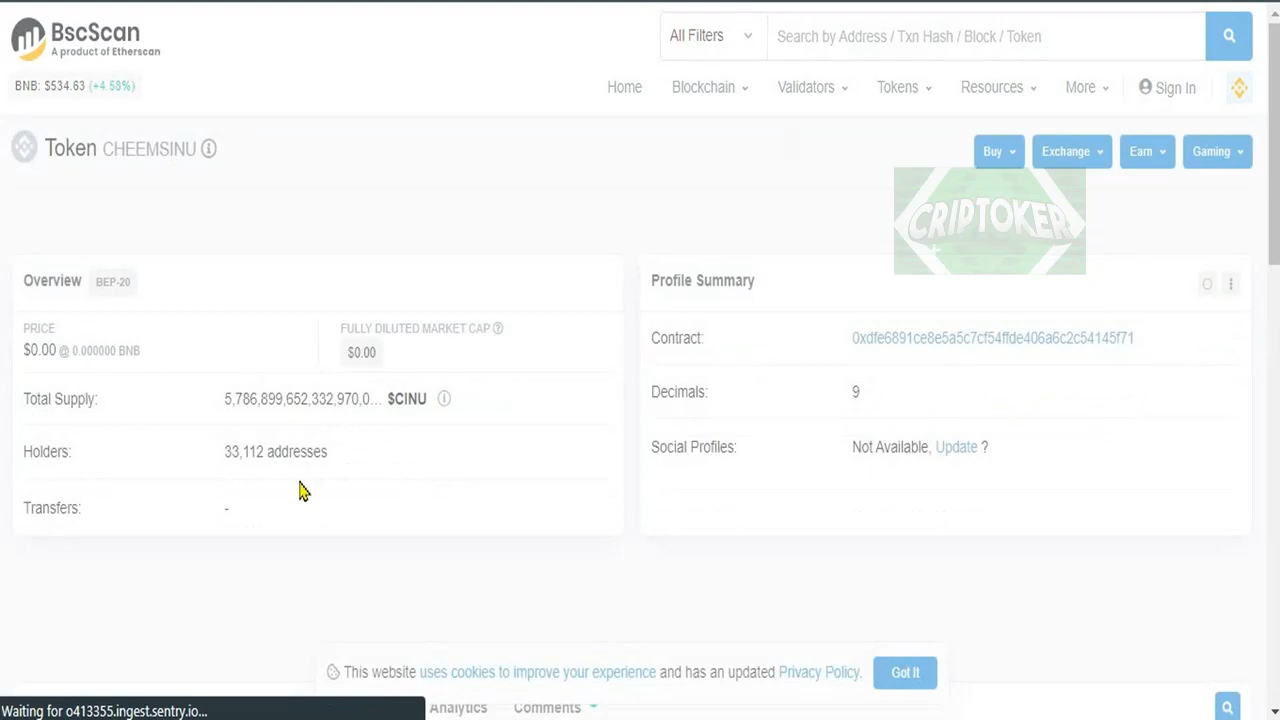 BscScan
A product of Etherscan
All Filters
Search by Address / Txn Hash / Block / Token
BNB: $534.63 (+4.58%)
Home Blockchain Validators Tokens Resources More Sign In
Token CHEEMSINU
Buy Exchange Earn Gaming
CRIPTOKER
Overview BEP-20
PRICE
$0.00 @ 0.000000 BNB
FULLY DILUTED MARKET CAP
$0.00
Total Supply: 5,786,899,652,332,970,0... $CINU
Holders: 33,112 addresses
Transfers: -
Profile Summary
Contract: 0xdfe6891ce8e5a5c7cf54ffde406a6c2c54145f71
Decimals: 9
Social Profiles: Not Available, Update ?
This website uses cookies to improve your experience and has an updated Privacy Policy.
Got It
Analytics Comments
Waiting for o413355.ingest.sentry.io...